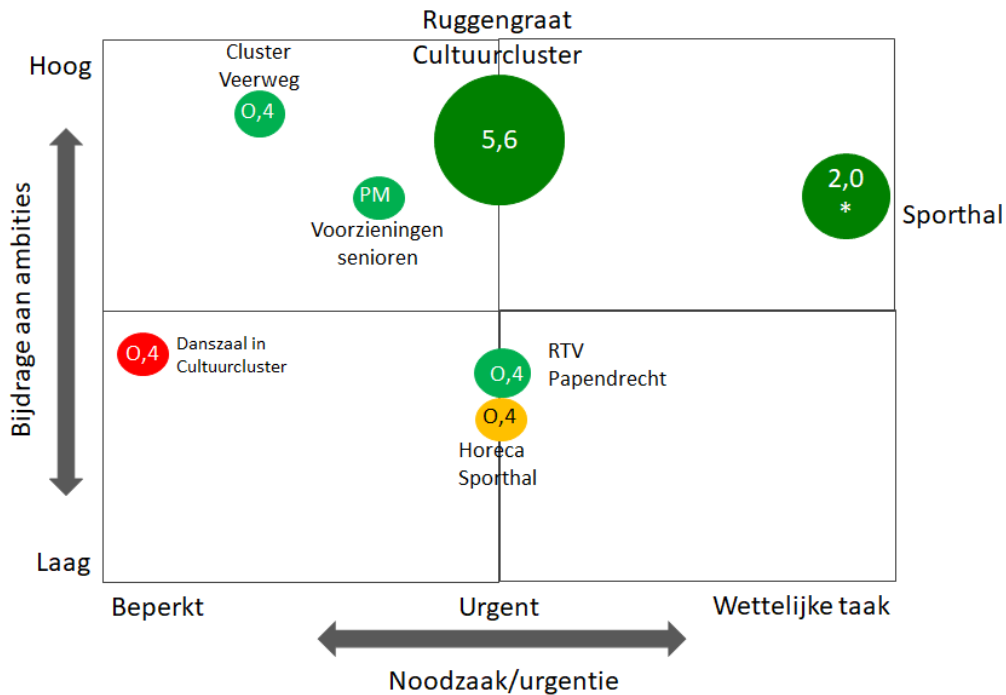 Ruggengraat
Cultuurcluster
Hoog
Cluster
Veerweg
O,4
5,6
PM
Voorzieningen
senioren
2,0
*
Sporthal
Bijdrage aan ambities
O,4
Danszaal in
Cultuurcluster
O,4
RTV
Papendrecht
O,4
Horeca
Sporthal
Laag
Beperkt
Urgent
Wettelijke taak
Noodzaak/urgentie